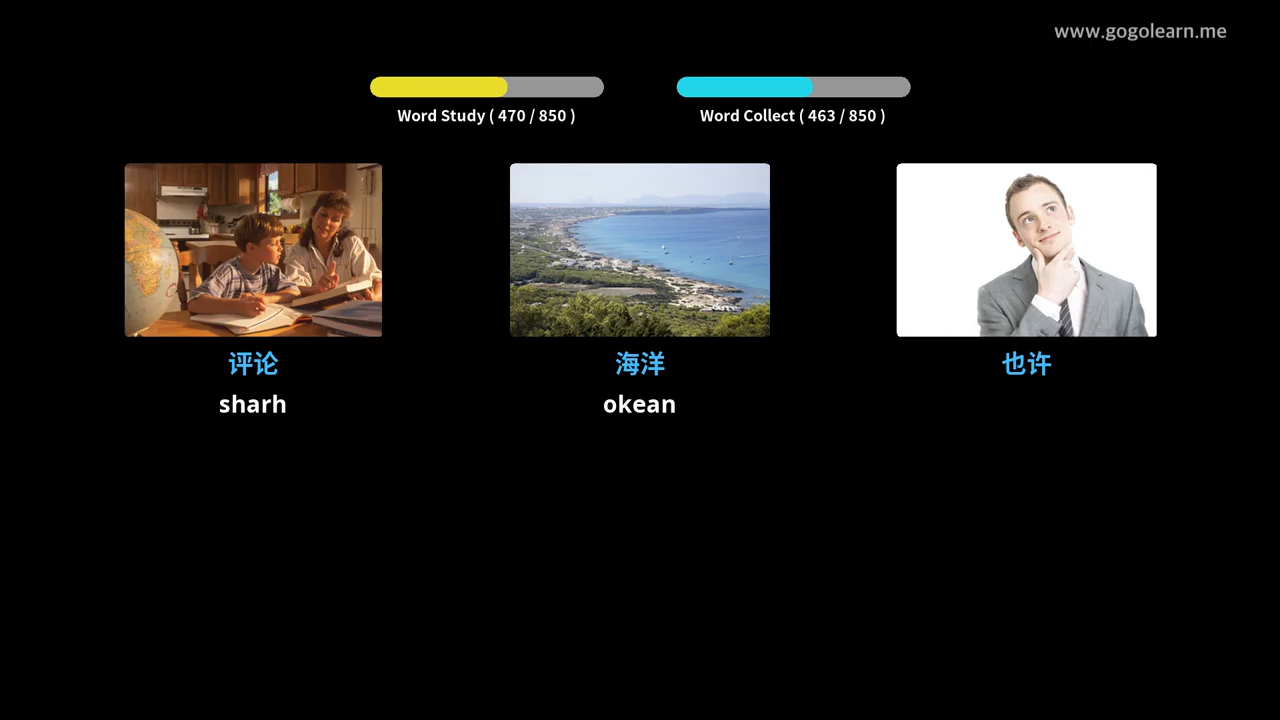 www.gogolearn.me
Word Study ( 470 / 850 )
Word Collect ( 463 / 850 )
评论
海洋
也许
sharh
okean